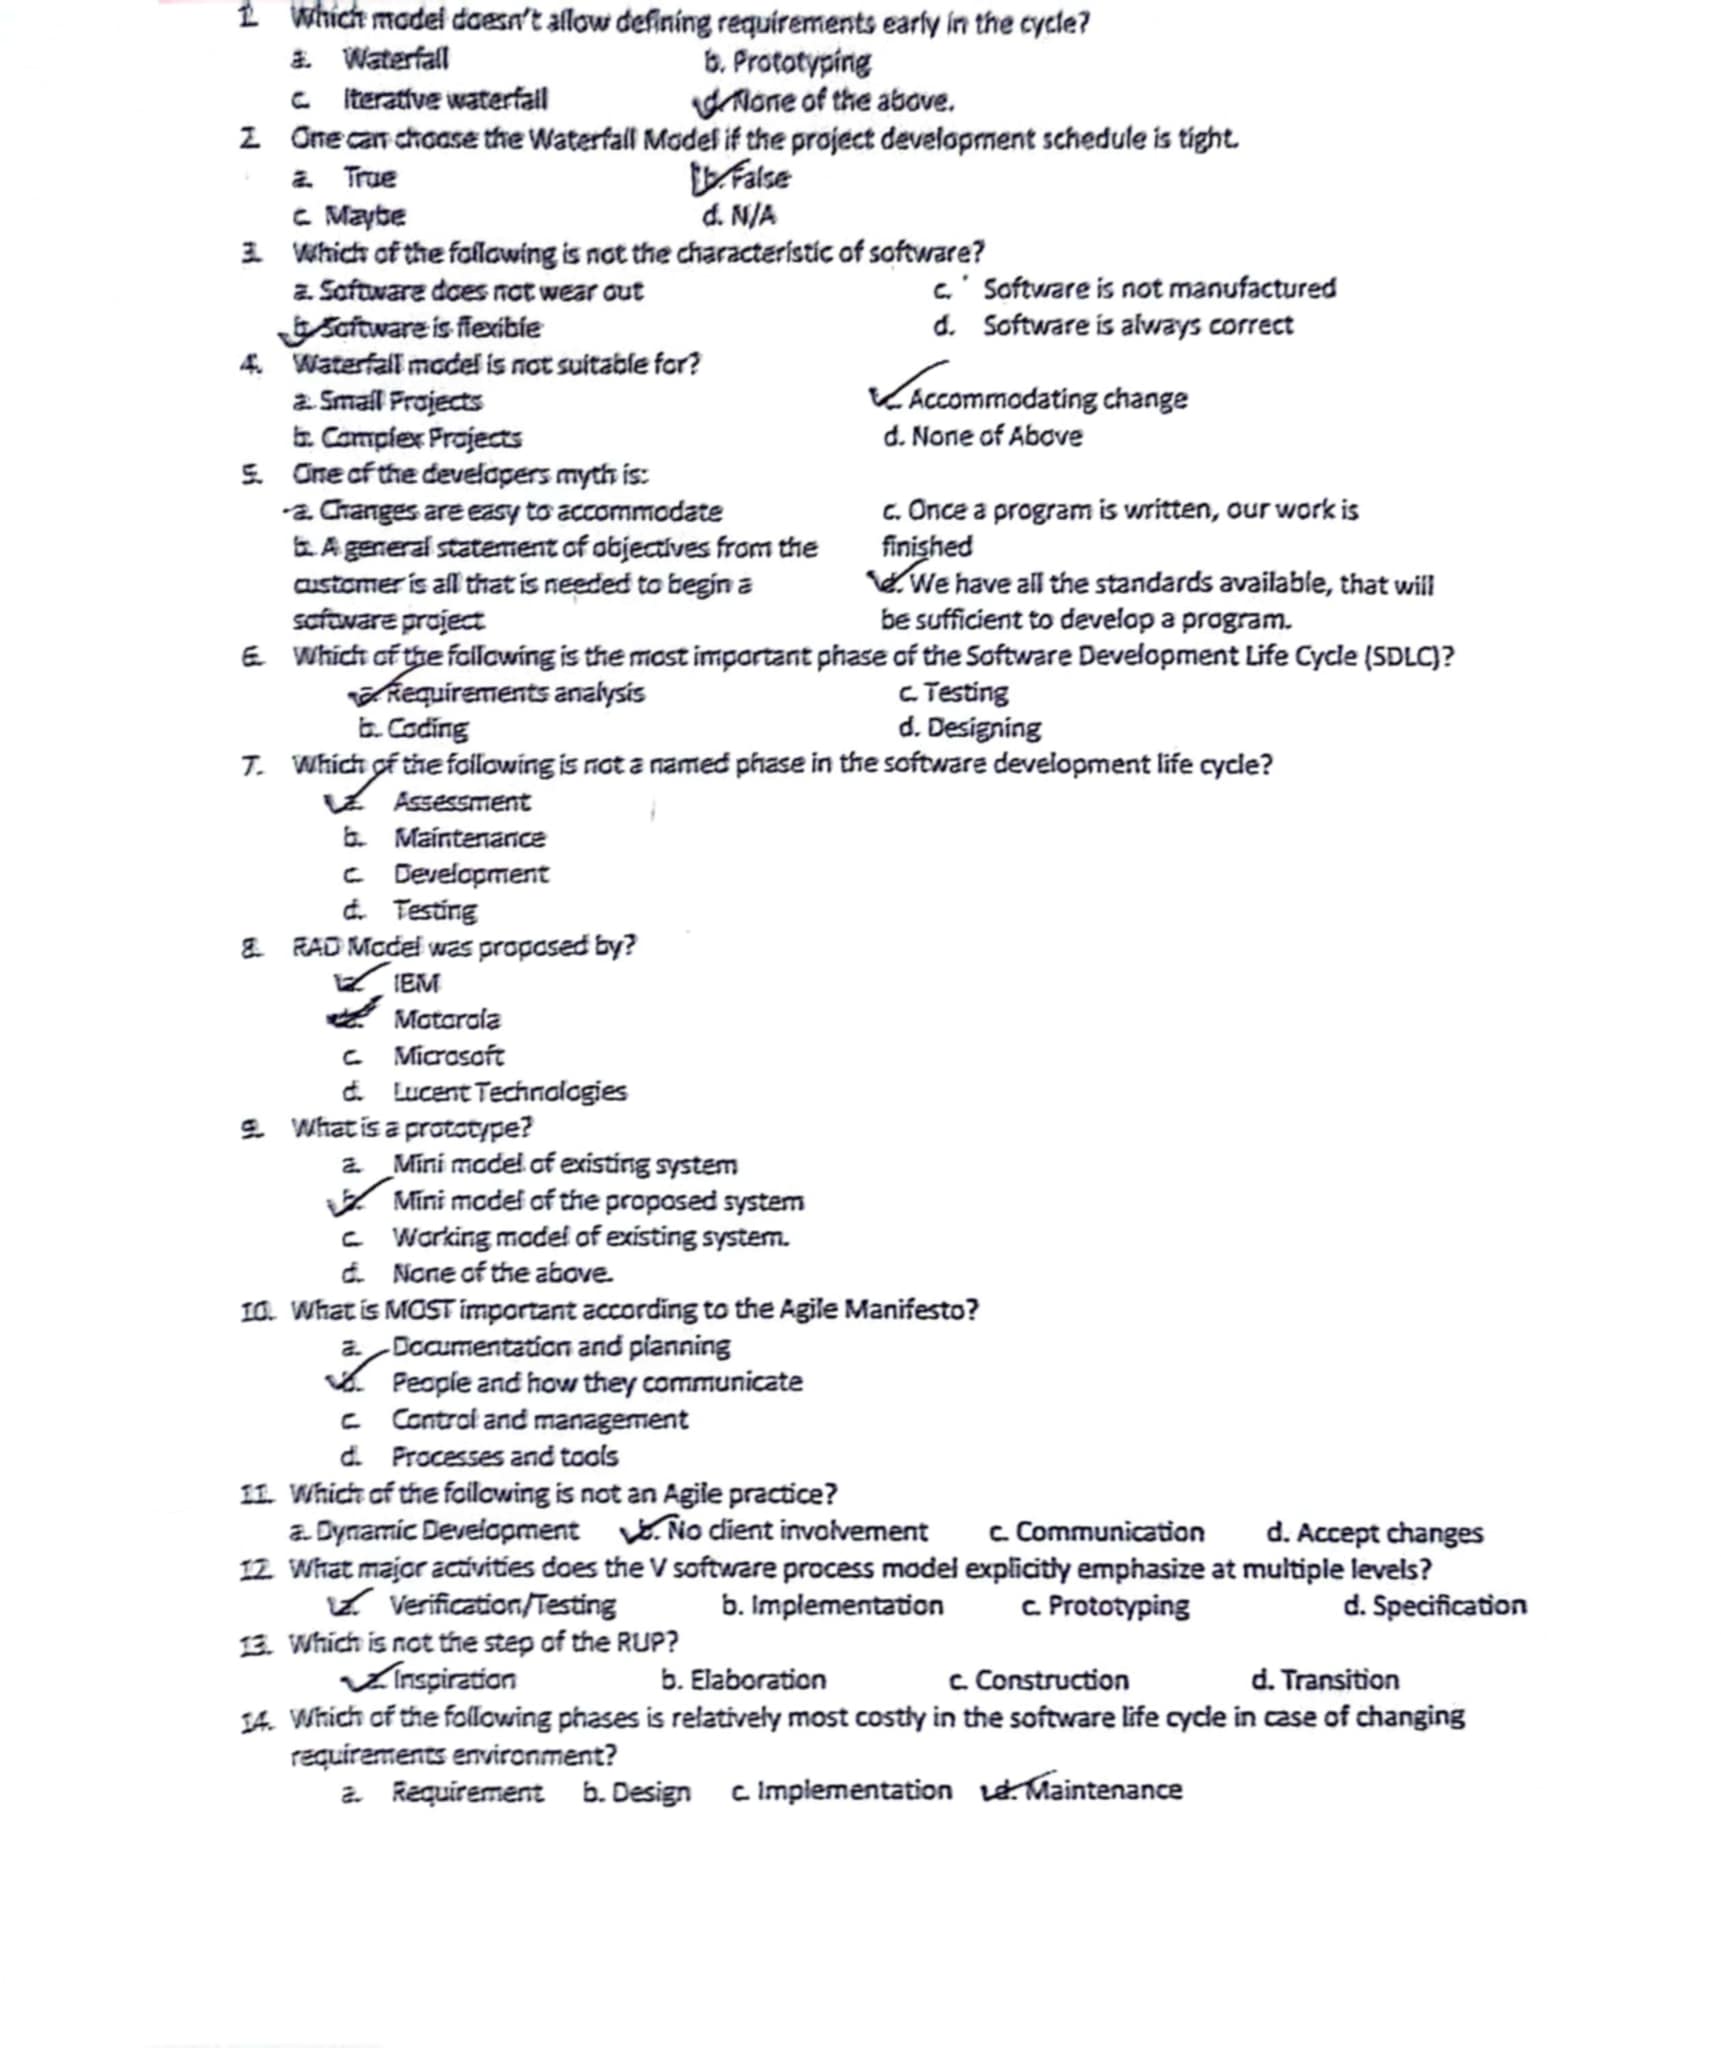 1. Which model doesn't allow defining requirements early in the cycle?
a. Waterfall b. Prototyping
c. Iterative waterfall d. None of the above.
2. One can choose the Waterfall Model if the project development schedule is tight.
a. True b. False
c. Maybe d. N/A
3. Which of the following is not the characteristic of software?
a. Software does not wear out c. Software is not manufactured
b. Software is flexible d. Software is always correct
4. Waterfall model is not suitable for?
a. Small Projects c. Accommodating change
b. Complex Projects d. None of Above
5. One of the developers myth is:
a. Changes are easy to accommodate c. Once a program is written, our work is
b. A general statement of objectives from the finished
customer is all that is needed to begin a d. We have all the standards available, that will
software project be sufficient to develop a program.
6. Which of the following is the most important phase of the Software Development Life Cycle (SDLC)?
a. Requirements analysis c. Testing
b. Coding d. Designing
7. Which of the following is not a named phase in the software development life cycle?
a. Assessment
b. Maintenance
c. Development
d. Testing
8. RAD Model was proposed by?
a. IBM
b. Motorola
c. Microsoft
d. Lucent Technologies
9. What is a prototype?
a. Mini model of existing system
b. Mini model of the proposed system
c. Working model of existing system.
d. None of the above.
10. What is MOST important according to the Agile Manifesto?
a. Documentation and planning
b. People and how they communicate
c. Control and management
d. Processes and tools
11. Which of the following is not an Agile practice?
a. Dynamic Development b. No client involvement c. Communication d. Accept changes
12. What major activities does the V software process model explicitly emphasize at multiple levels?
a. Verification/Testing b. Implementation c. Prototyping d. Specification
13. Which is not the step of the RUP?
a. Inspiration b. Elaboration c. Construction d. Transition
14. Which of the following phases is relatively most costly in the software life cycle in case of changing
requirements environment?
a. Requirement b. Design c. Implementation d. Maintenance